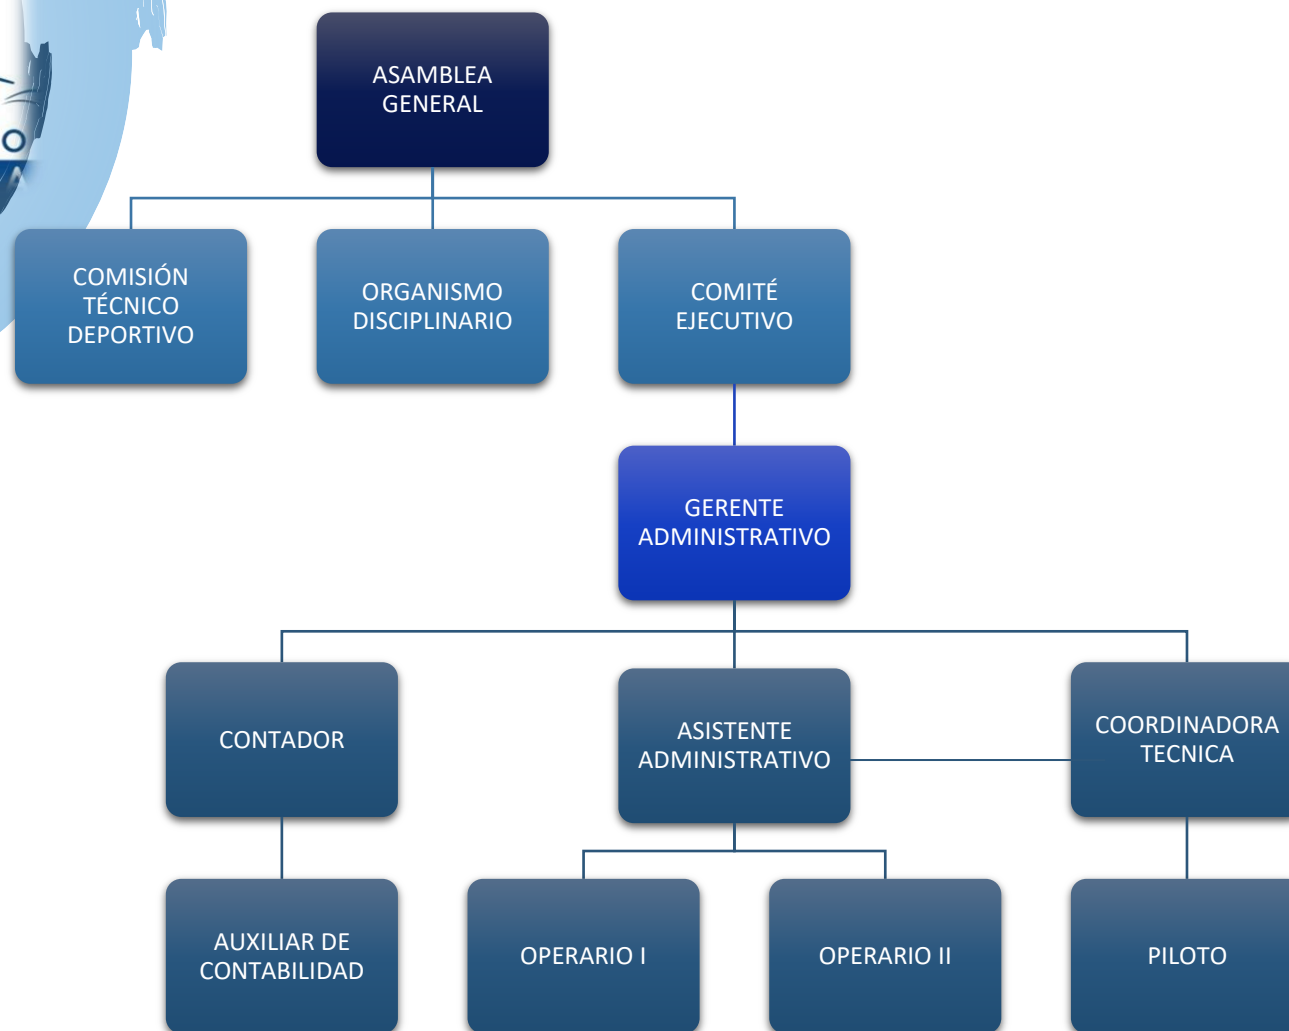 ASAMBLEA
GENERAL
COMISIÓN
TÉCNICO
DEPORTIVO
ORGANISMO
DISCIPLINARIO
COMITÉ
EJECUTIVO
GERENTE
ADMINISTRATIVO
CONTADOR
ASISTENTE
ADMINISTRATIVO
COORDINADORA
TECNICA
AUXILIAR DE
CONTABILIDAD
OPERARIO I
OPERARIO II
PILOTO